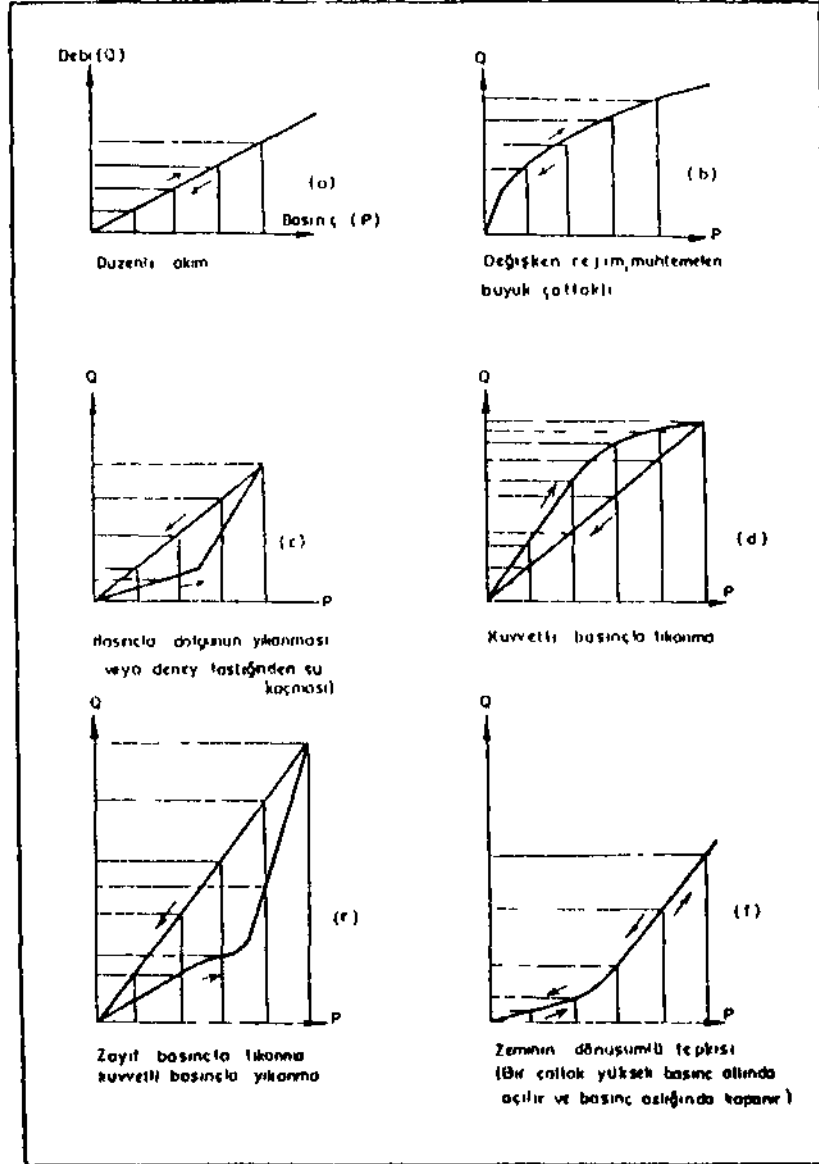 Debi (Q)
(a)
Basınç (P)
Düzenli akım
Q
(b)
P
Değişken rejim, muhtemelen
büyük çatlaklı
Q
(c)
P
Basınçla dolgunun yıkanması
veya deney lastiğinden su
kaçması)
Q
(d)
P
Kuvvetli basınçla tıkanma
Q
(e)
P
Zayıf basınçla tıkanma
kuvvetli basınçla yıkanma
Q
(f)
P
Zeminin dönüşümlü tepkisi
(Bir çatlak yüksek basınç altında
açılır ve basınç azlığında kapanır)